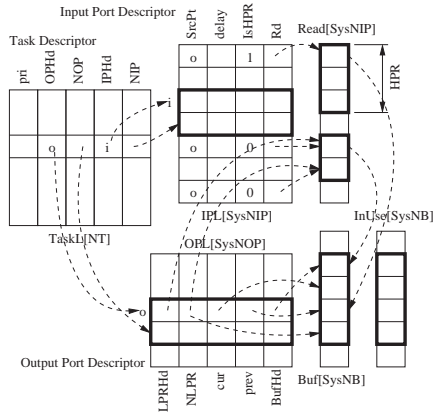 Input Port Descriptor
SrcPt
delay
IsHPR
Rd
Read[SysNIP]
Task Descriptor
pri
OPHd
NOP
IPHd
NIP
o
1
HPR
i
o
i
o
0
o
0
IPL[SysNIP]
InUse[SysNB]
TaskL[NT]
OPL[SysNOP]
o
Output Port Descriptor
LPRHd
NLPR
cur
prev
BufHd
Buf[SysNB]